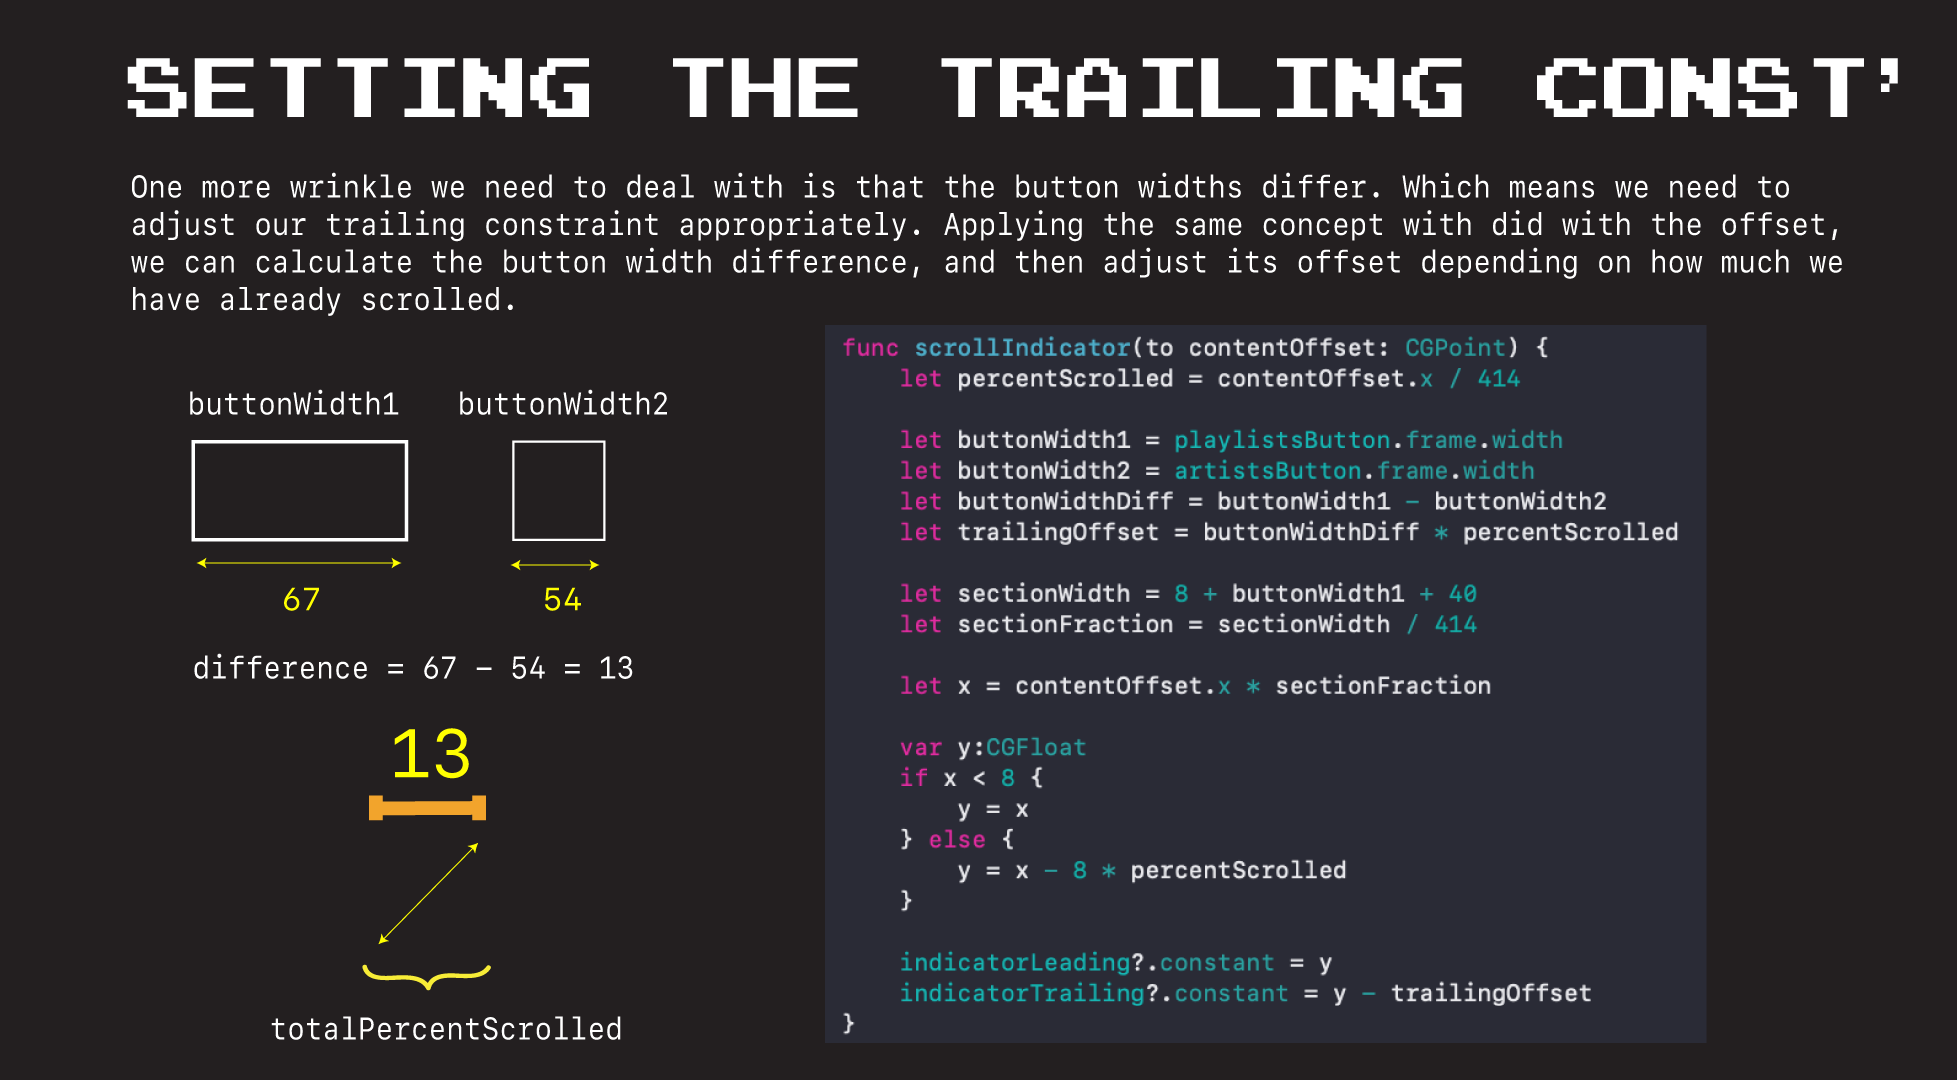 SETTING THE TRAILING CONST'
One more wrinkle we need to deal with is that the button widths differ. Which means we need to
adjust our trailing constraint appropriately. Applying the same concept with did with the offset,
we can calculate the button width difference, and then adjust its offset depending on how much we
have already scrolled.
buttonWidth1 buttonWidth2
67 54
difference = 67 - 54 = 13
13
totalPercentScrolled
func scrollIndicator(to contentOffset: CGPoint) {
    let percentScrolled = contentOffset.x / 414
    let buttonWidth1 = playlistsButton.frame.width
    let buttonWidth2 = artistsButton.frame.width
    let buttonWidthDiff = buttonWidth1 - buttonWidth2
    let trailingOffset = buttonWidthDiff * percentScrolled
    let sectionWidth = 8 + buttonWidth1 + 40
    let sectionFraction = sectionWidth / 414
    let x = contentOffset.x * sectionFraction
    var y:CGFloat
    if x < 8 {
        y = x
    } else {
        y = x - 8 * percentScrolled
    }
    indicatorLeading?.constant = y
    indicatorTrailing?.constant = y - trailingOffset
}